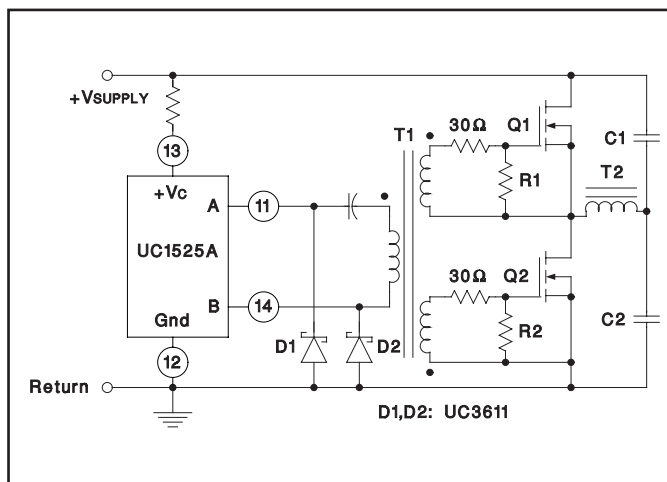 +VSUPPLY
13
+VC
A
11
UC1525A
B
14
Gnd
12
Return
D1
D2
T1
30Ω
Q1
R1
C1
T2
30Ω
Q2
R2
C2
D1,D2: UC3611